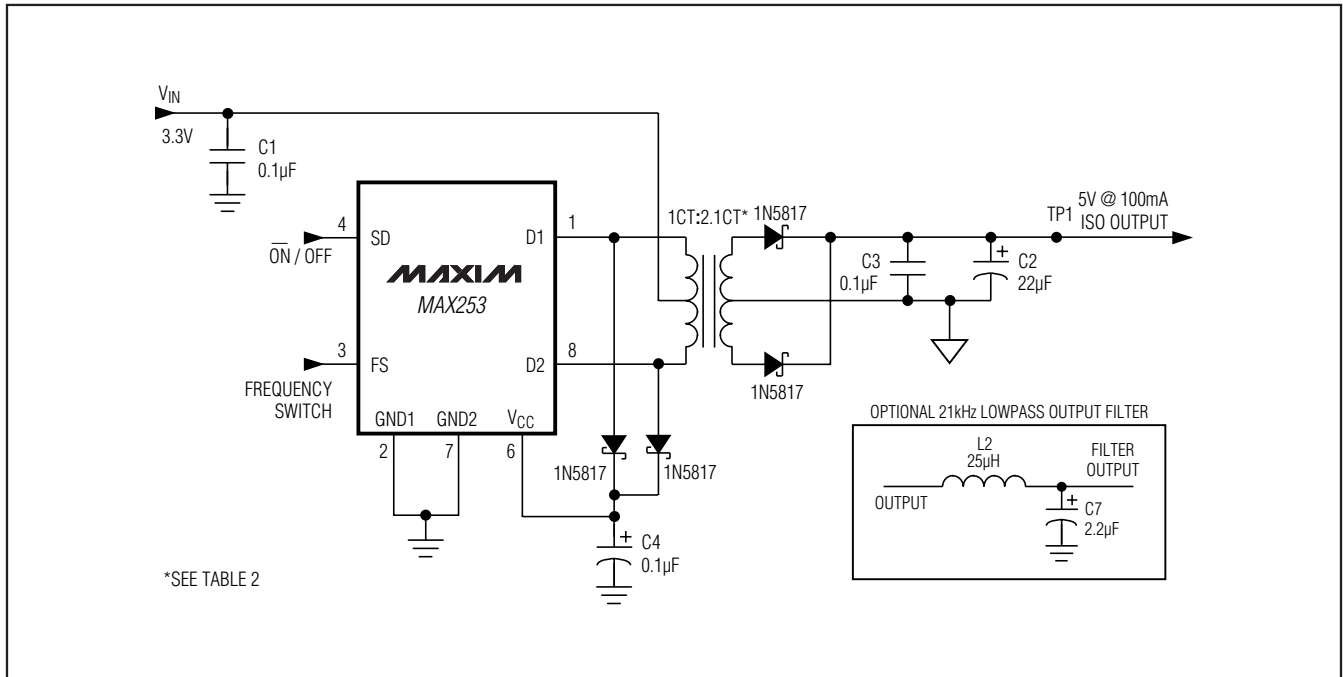 VIN
3.3V
C1
0.1µF
4
SD
ON / OFF
3
FS
FREQUENCY
SWITCH
MAXIM
MAX253
D1
1
D2
8
GND1
GND2
VCC
2
7
6
1N5817
1N5817
C4
0.1µF
+
1CT:2.1CT*
1N5817
1N5817
C3
0.1µF
+
C2
22µF
TP1
5V @ 100mA
ISO OUTPUT
OPTIONAL 21kHz LOWPASS OUTPUT FILTER
L2
25µH
OUTPUT
FILTER
OUTPUT
+
C7
2.2µF
*SEE TABLE 2